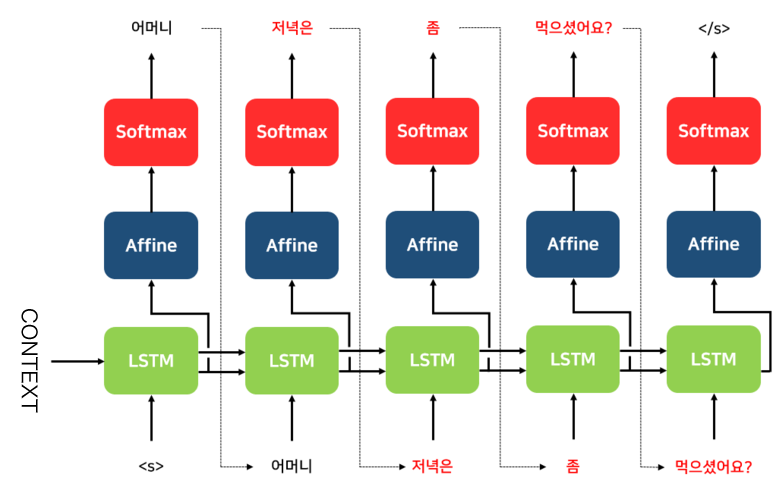 어머니 저녁은 좀 먹으셨어요? </s>
Softmax Softmax Softmax Softmax Softmax
Affine Affine Affine Affine Affine
CONTEXT
LSTM LSTM LSTM LSTM LSTM
<s> 어머니 저녁은 좀 먹으셨어요?